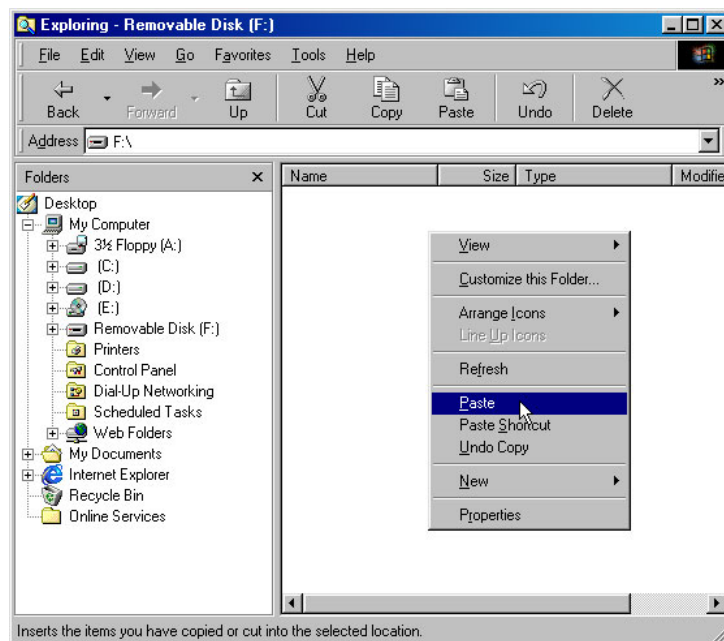 Exploring - Removable Disk (F:)
File Edit View Go Favorites Tools Help
Back Forward Up Cut Copy Paste Undo Delete »
Address F:\
Folders × Name Size Type Modifie
Desktop
My Computer
3½ Floppy (A:)
(C:)
(D:)
(E:)
Removable Disk (F:)
Printers
Control Panel
Dial-Up Networking
Scheduled Tasks
Web Folders
My Documents
Internet Explorer
Recycle Bin
Online Services
View
Customize this Folder...
Arrange Icons
Line Up Icons
Refresh
Paste
Paste Shortcut
Undo Copy
New
Properties
Inserts the items you have copied or cut into the selected location.